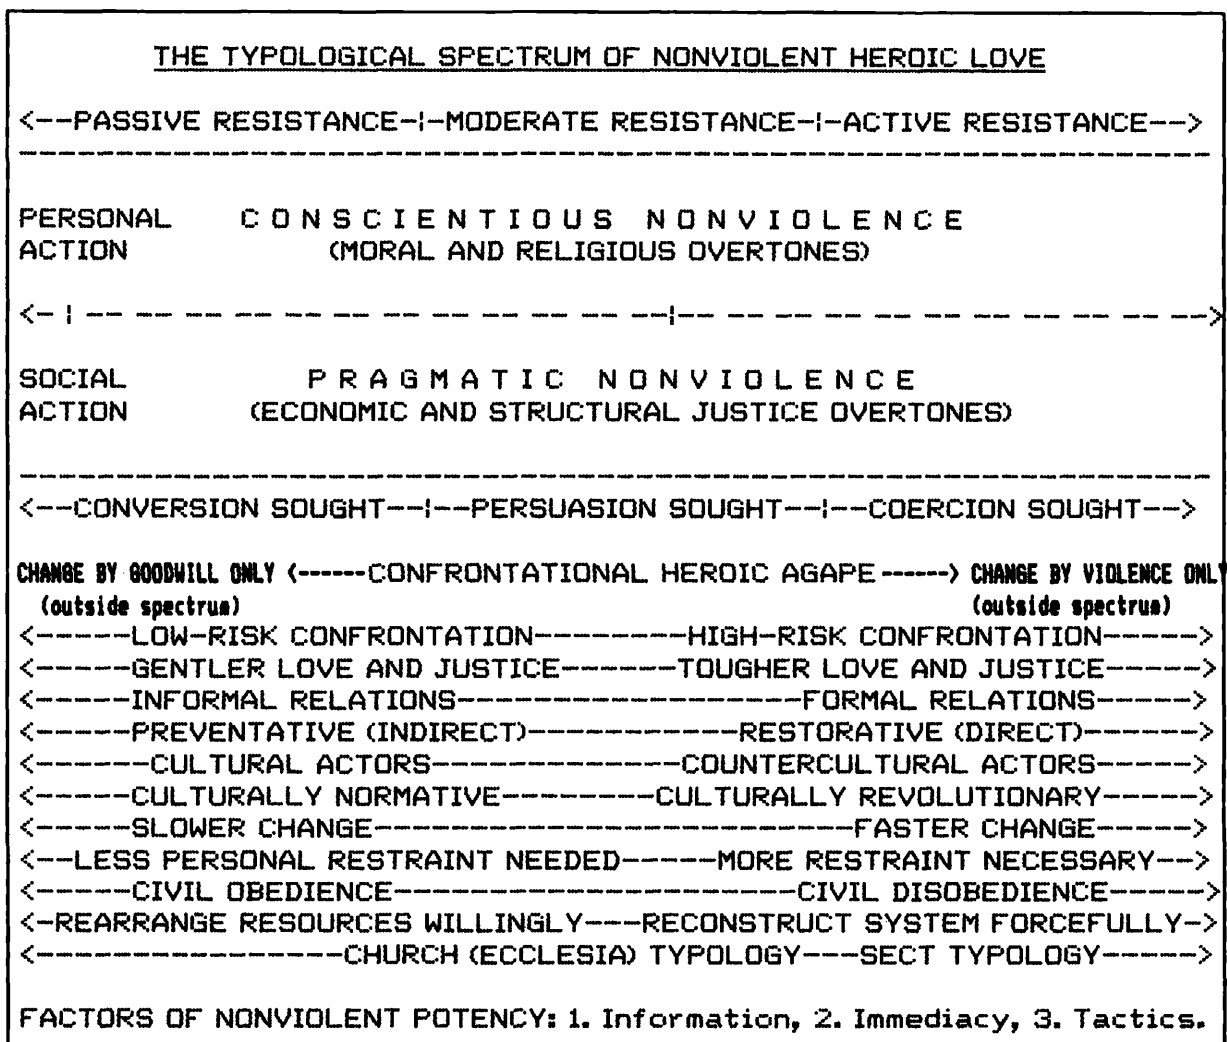 THE TYPOLOGICAL SPECTRUM OF NONVIOLENT HEROIC LOVE
<--PASSIVE RESISTANCE-¦-MODERATE RESISTANCE-¦-ACTIVE RESISTANCE-->
PERSONAL C O N S C I E N T I O U S N O N V I O L E N C E
ACTION (MORAL AND RELIGIOUS OVERTONES)
<- ¦ -- -- -- -- -- -- -- -- -- -- -- --¦-- -- -- -- -- -- -- -- -- -- -->
SOCIAL P R A G M A T I C N O N V I O L E N C E
ACTION (ECONOMIC AND STRUCTURAL JUSTICE OVERTONES)
<--CONVERSION SOUGHT--¦--PERSUASION SOUGHT--¦--COERCION SOUGHT-->
CHANGE BY GOODWILL ONLY <------CONFRONTATIONAL HEROIC AGAPE------> CHANGE BY VIOLENCE ONLY
(outside spectrum) (outside spectrum)
<-----LOW-RISK CONFRONTATION--------HIGH-RISK CONFRONTATION----->
<-----GENTLER LOVE AND JUSTICE------TOUGHER LOVE AND JUSTICE----->
<-----INFORMAL RELATIONS------------------FORMAL RELATIONS----->
<-----PREVENTATIVE (INDIRECT)-----------RESTORATIVE (DIRECT)------>
<------CULTURAL ACTORS-------------COUNTERCULTURAL ACTORS----->
<-----CULTURALLY NORMATIVE--------CULTURALLY REVOLUTIONARY----->
<-----SLOWER CHANGE-------------------------FASTER CHANGE----->
<--LESS PERSONAL RESTRAINT NEEDED-----MORE RESTRAINT NECESSARY-->
<-----CIVIL OBEDIENCE---------------------CIVIL DISOBEDIENCE----->
<-REARRANGE RESOURCES WILLINGLY---RECONSTRUCT SYSTEM FORCEFULLY->
<----------------CHURCH (ECCLESIA) TYPOLOGY---SECT TYPOLOGY----->
FACTORS OF NONVIOLENT POTENCY: 1. Information, 2. Immediacy, 3. Tactics.